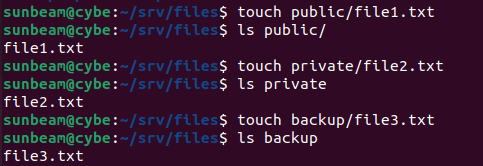 sunbeam@cybe:~/srv/files$ touch public/file1.txt
sunbeam@cybe:~/srv/files$ ls public/
file1.txt
sunbeam@cybe:~/srv/files$ touch private/file2.txt
sunbeam@cybe:~/srv/files$ ls private
file2.txt
sunbeam@cybe:~/srv/files$ touch backup/file3.txt
sunbeam@cybe:~/srv/files$ ls backup
file3.txt